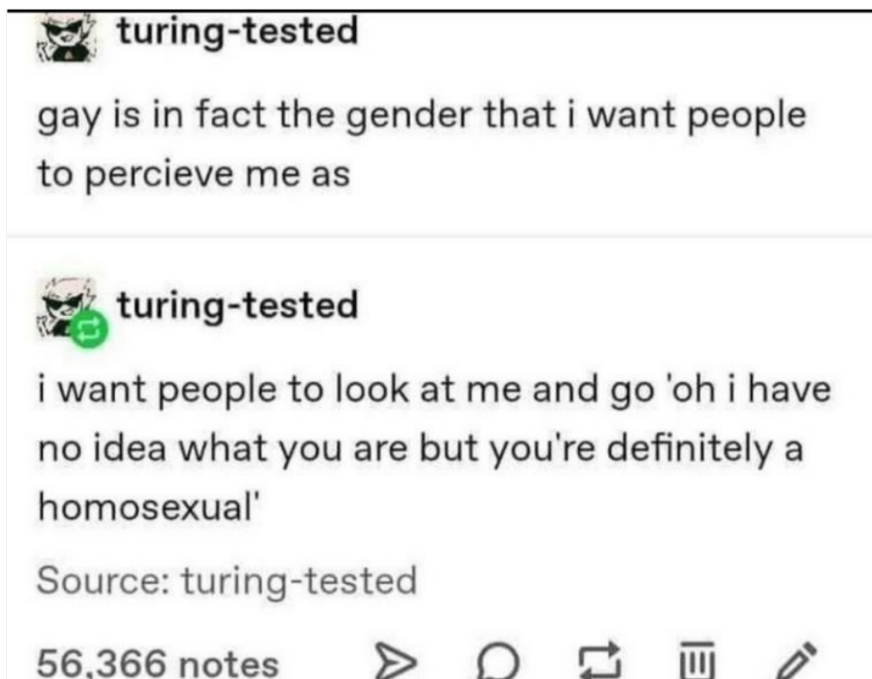 turing-tested
gay is in fact the gender that i want people
to percieve me as
turing-tested
i want people to look at me and go 'oh i have
no idea what you are but you're definitely a
homosexual'
Source: turing-tested
56,366 notes